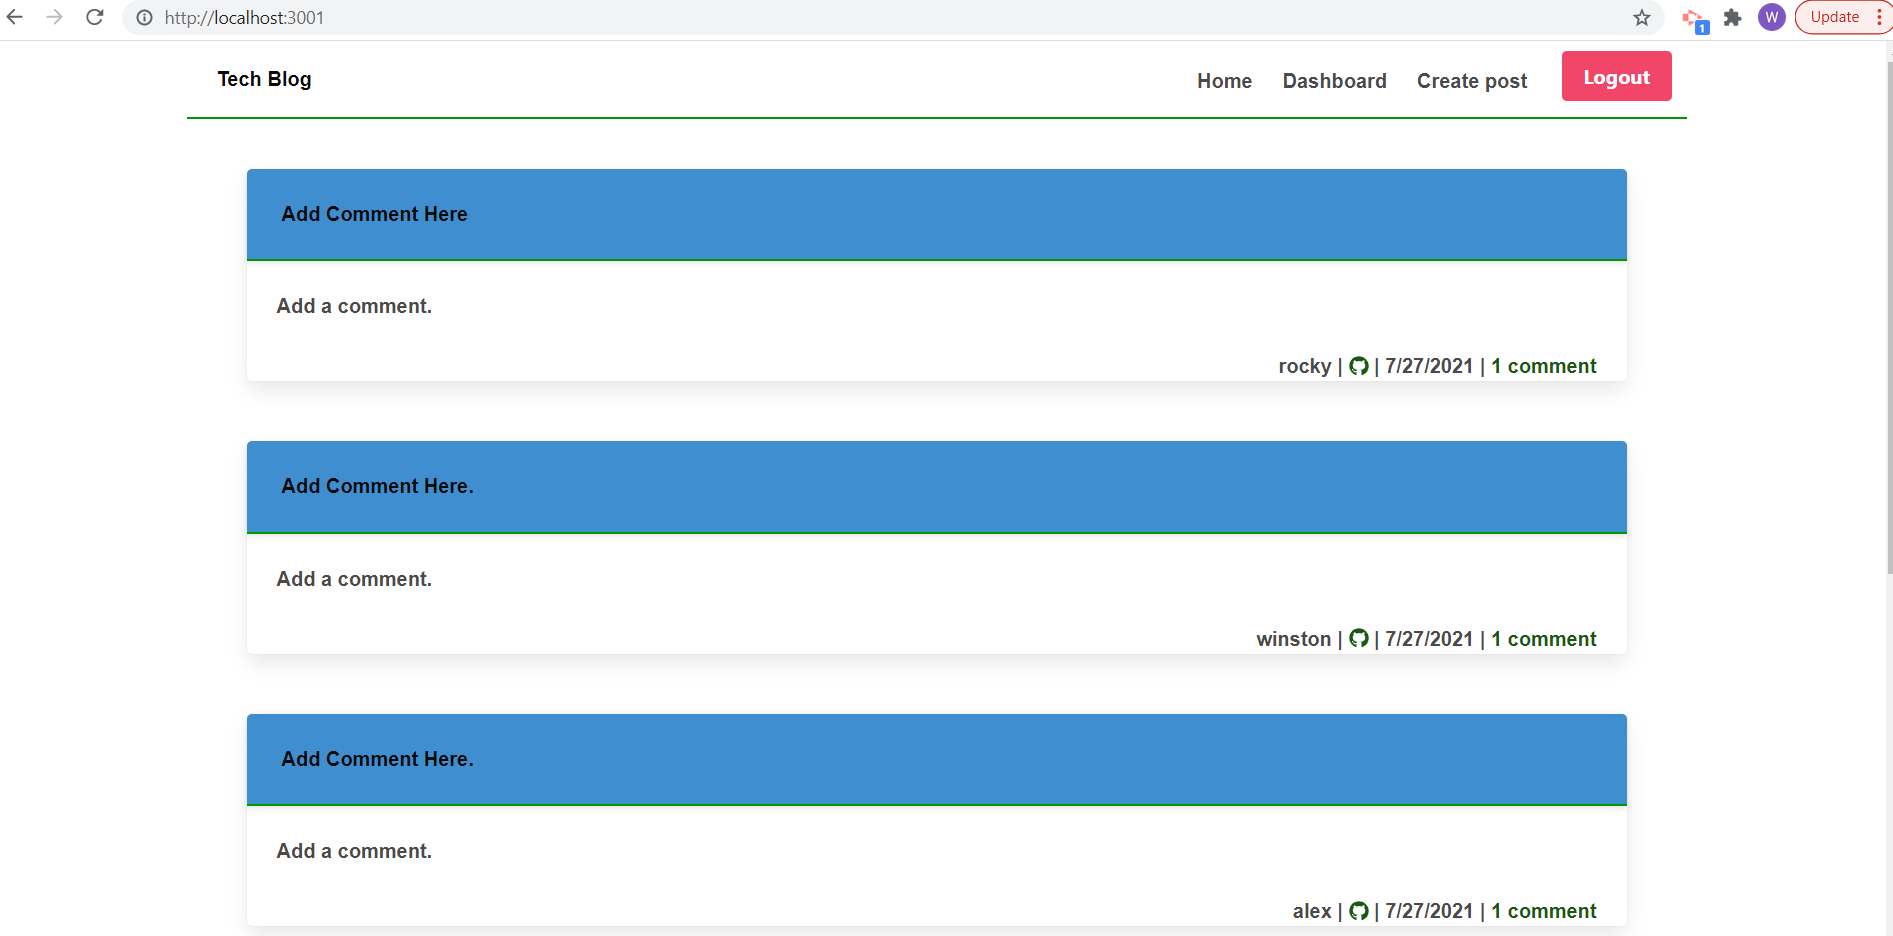 http://localhost:3001
1
W
Update
Tech Blog
Home Dashboard Create post Logout
Add Comment Here
Add a comment.
rocky | | 7/27/2021 | 1 comment
Add Comment Here.
Add a comment.
winston | | 7/27/2021 | 1 comment
Add Comment Here.
Add a comment.
alex | | 7/27/2021 | 1 comment